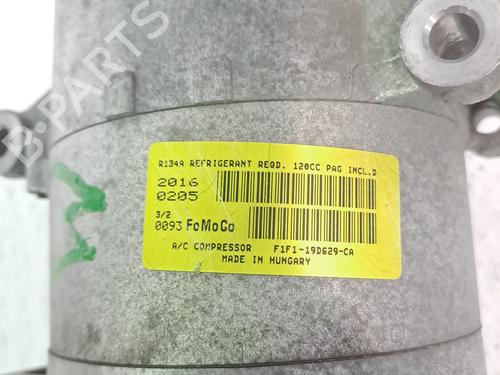 R134A REFRIGERANT REQD. 120CC PAG INCL.D
2016
0205
3/2
0093 FoMoCo
A/C COMPRESSOR F1F1-19D629-CA
MADE IN HUNGARY
B-Parts